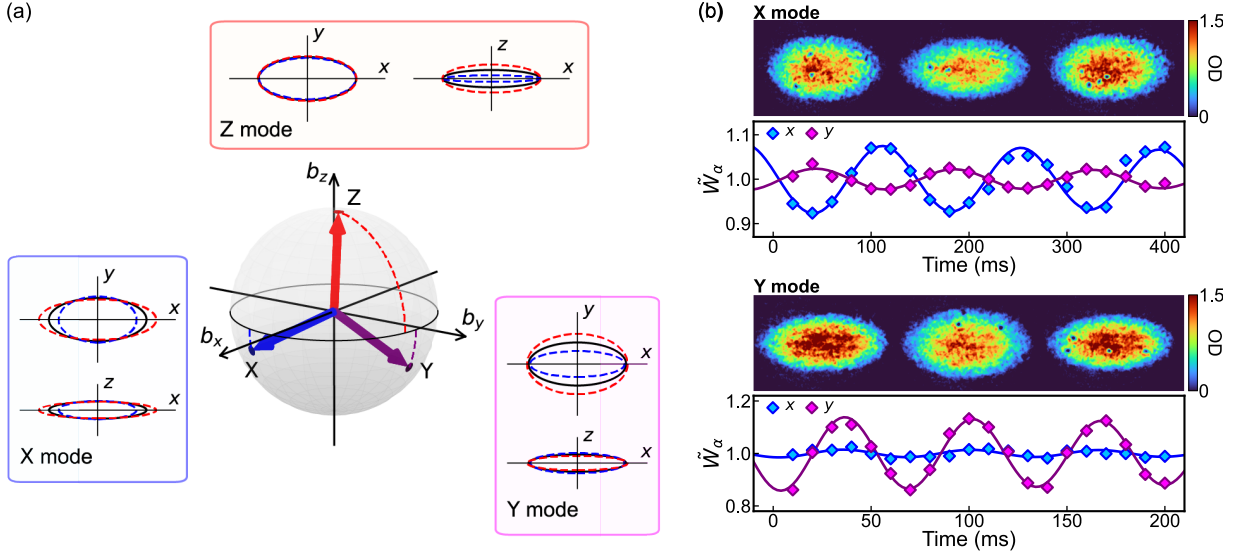 (a)
y
x
z
x
Z mode
b_z
Z
b_x
X
b_y
Y
y
x
z
x
X mode
y
x
z
x
Y mode
(b)
X mode
1.5
OD
0
x
y
1.1
1.0
0.9
W̃_α
0 100 200 300 400
Time (ms)
Y mode
1.5
OD
0
x
y
1.2
1.0
0.8
W̃_α
0 50 100 150 200
Time (ms)